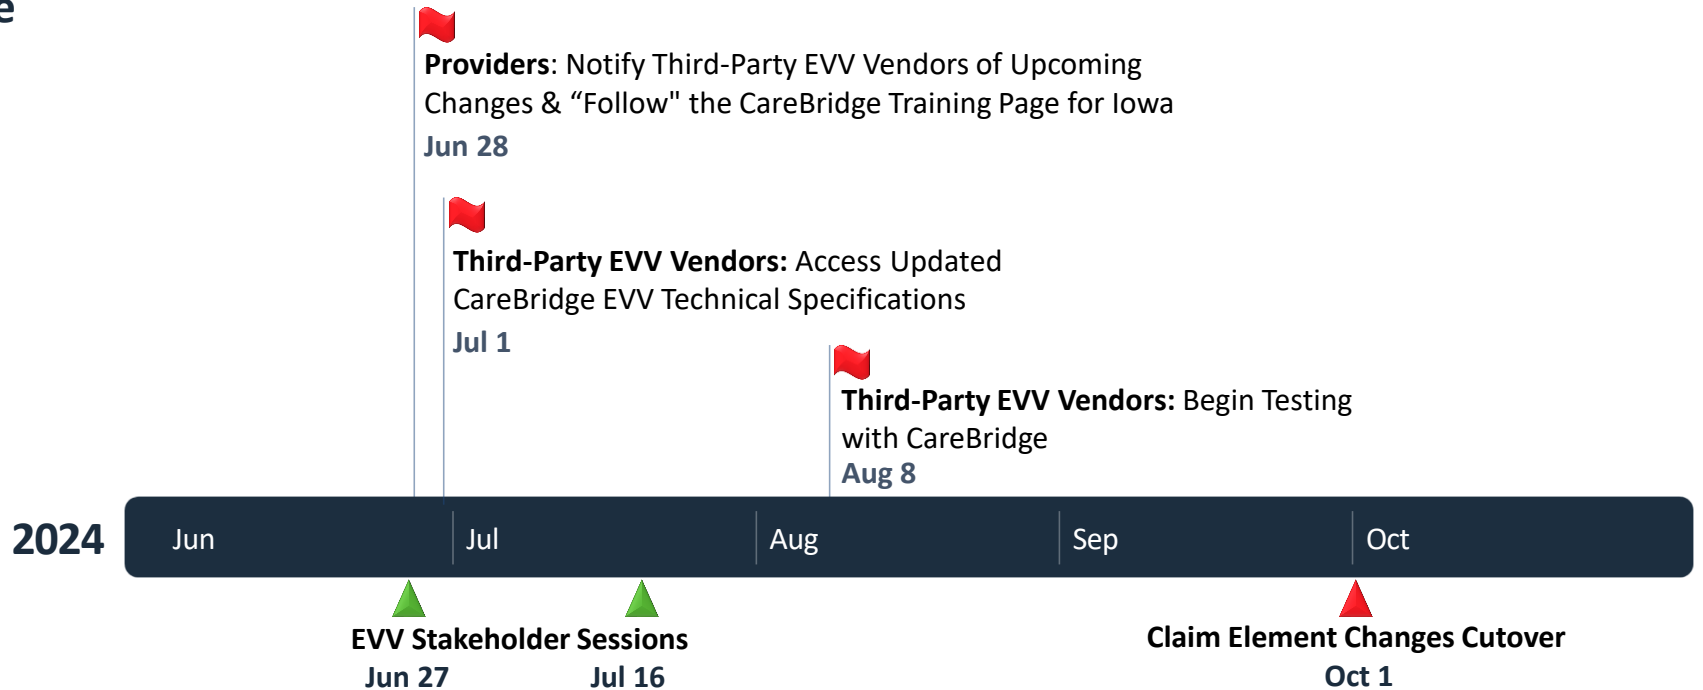 e
Providers: Notify Third-Party EVV Vendors of Upcoming
Changes & “Follow" the CareBridge Training Page for Iowa
Jun 28
Third-Party EVV Vendors: Access Updated
CareBridge EVV Technical Specifications
Jul 1
Third-Party EVV Vendors: Begin Testing
with CareBridge
Aug 8
2024
Jun Jul Aug Sep Oct
EVV Stakeholder Sessions
Jun 27 Jul 16
Claim Element Changes Cutover
Oct 1